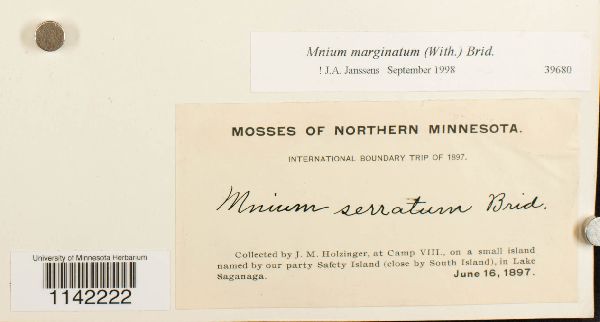 Mnium marginatum (With.) Brid.
! J.A. Janssens September 1998 39680
MOSSES OF NORTHERN MINNESOTA.
INTERNATIONAL BOUNDARY TRIP OF 1897.
Mnium serratum Brid.
Collected by J. M. Holzinger, at Camp VIII., on a small island
named by our party Safety Island (close by South Island), in Lake
Saganaga. June 16, 1897.
University of Minnesota Herbarium
1142222